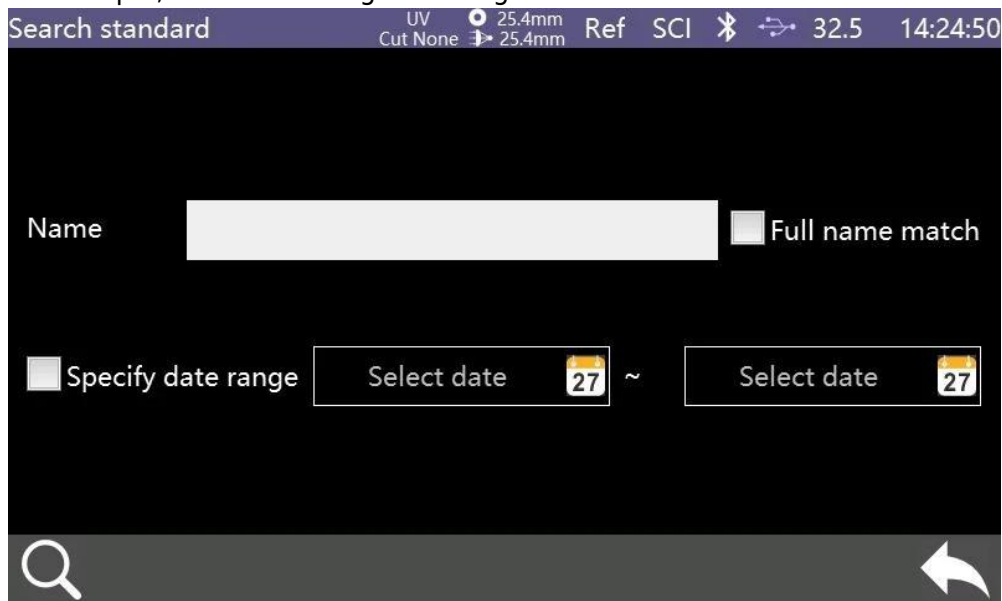 Search standard UV Cut None 25.4mm 25.4mm Ref SCI 32.5 14:24:50
Name Full name match
Specify date range Select date 27 ~ Select date 27